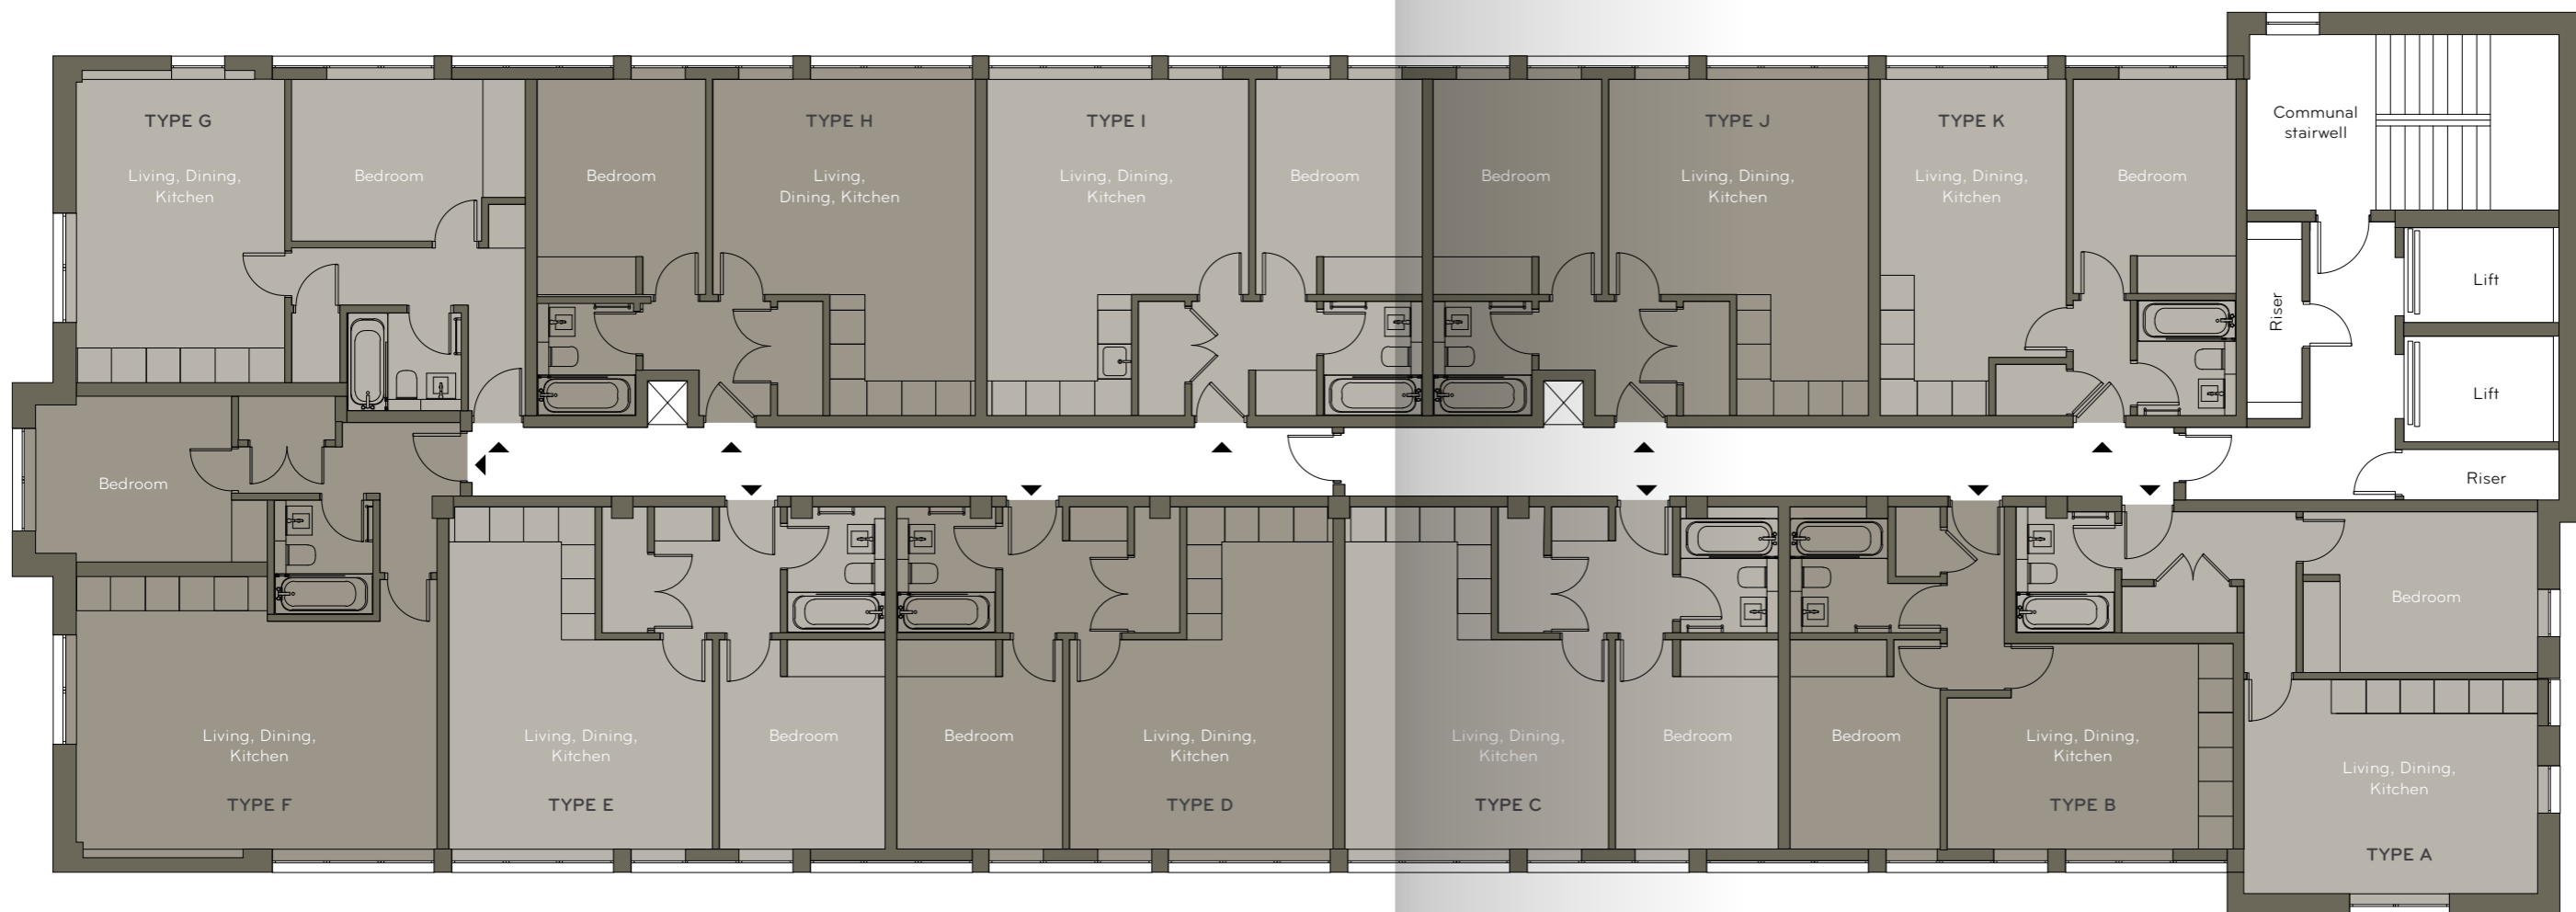 TYPE G
Living, Dining,
Kitchen
Bedroom
Bedroom
TYPE H
Living,
Dining, Kitchen
TYPE I
Living, Dining,
Kitchen
Bedroom
Bedroom
TYPE J
Living, Dining,
Kitchen
TYPE K
Living, Dining,
Kitchen
Bedroom
Communal
stairwell
Riser
Lift
Lift
Riser
Bedroom
Living, Dining,
Kitchen
TYPE F
Living, Dining,
Kitchen
TYPE E
Bedroom
Bedroom
Living, Dining,
Kitchen
TYPE D
Living, Dining,
Kitchen
TYPE C
Bedroom
Bedroom
Living, Dining,
Kitchen
TYPE B
Bedroom
Living, Dining,
Kitchen
TYPE A